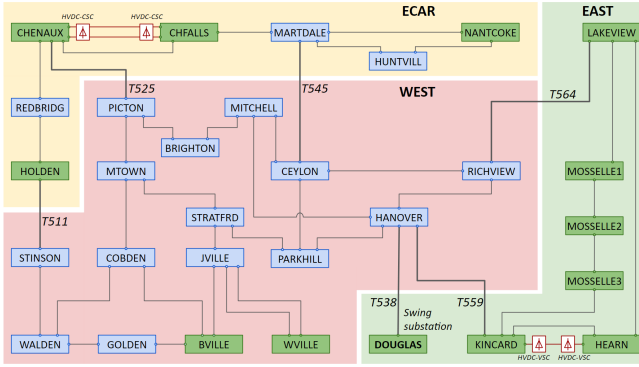 ECAR
EAST
HVDC-CSC
HVDC-CSC
CHENAUX
CHFALLS
MARTDALE
NANTCOKE
LAKEVIEW
HUNTVILL
T525
T545
WEST
T564
REDBRIDG
PICTON
MITCHELL
BRIGHTON
HOLDEN
MTOWN
CEYLON
RICHVIEW
MOSSELLE1
T511
STRATFRD
HANOVER
MOSSELLE2
STINSON
COBDEN
JVILLE
PARKHILL
MOSSELLE3
T538
T559
Swing
substation
WALDEN
GOLDEN
BVILLE
WVILLE
DOUGLAS
KINCARD
HEARN
HVDC-VSC
HVDC-VSC